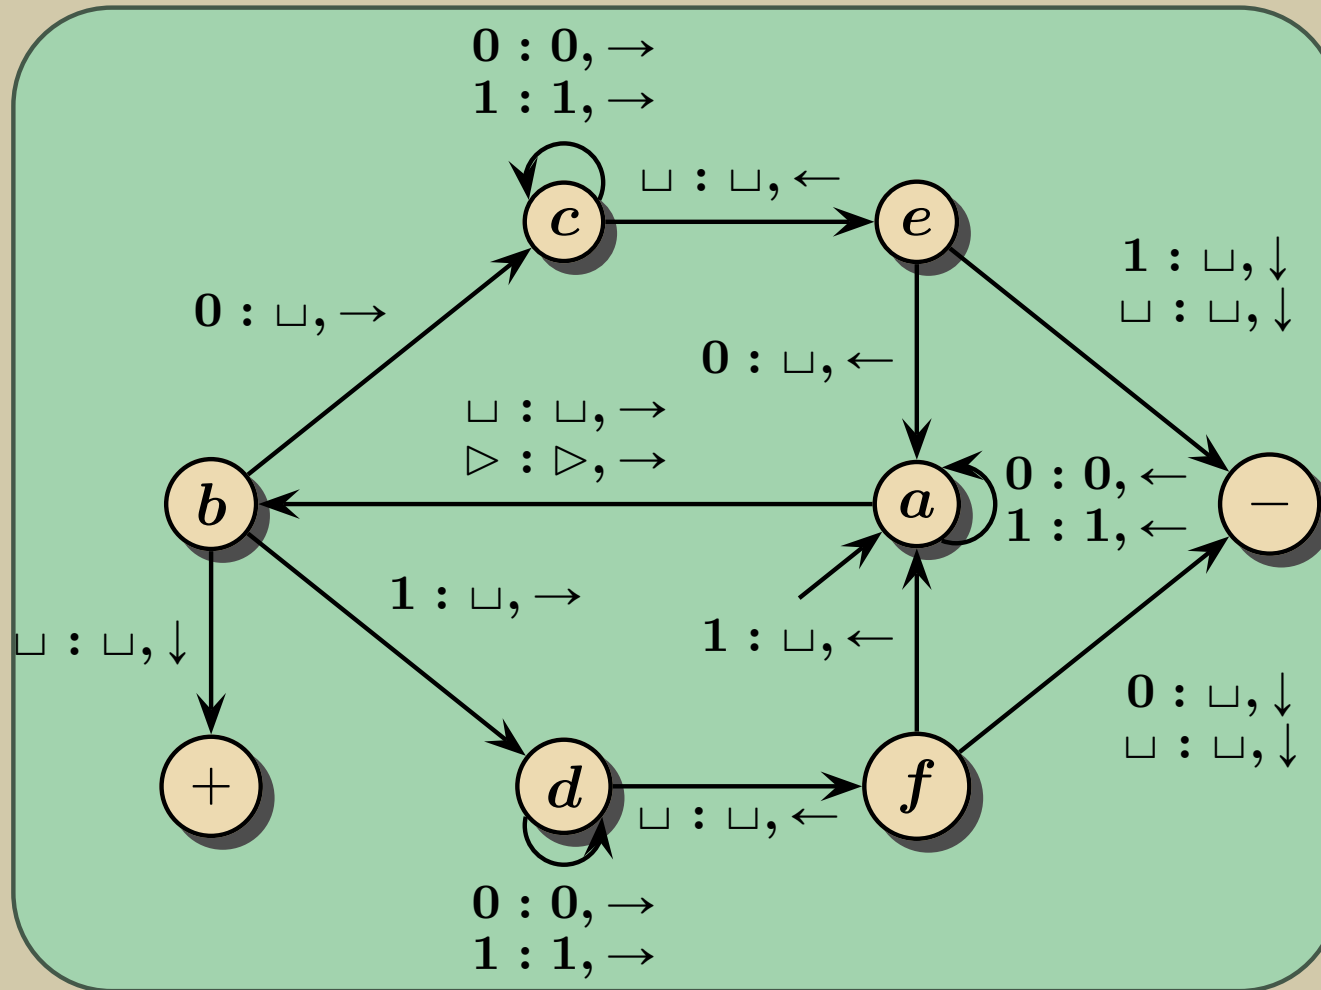 0 : 0, →
1 : 1, →
␣ : ␣, ←
c
e
1 : ␣, ↓
␣ : ␣, ↓
0 : ␣, →
0 : ␣, ←
␣ : ␣, →
▷ : ▷, →
0 : 0, ←
1 : 1, ←
b
a
−
1 : ␣, →
␣ : ␣, ↓
1 : ␣, ←
0 : ␣, ↓
␣ : ␣, ↓
+
d
f
␣ : ␣, ←
0 : 0, →
1 : 1, →